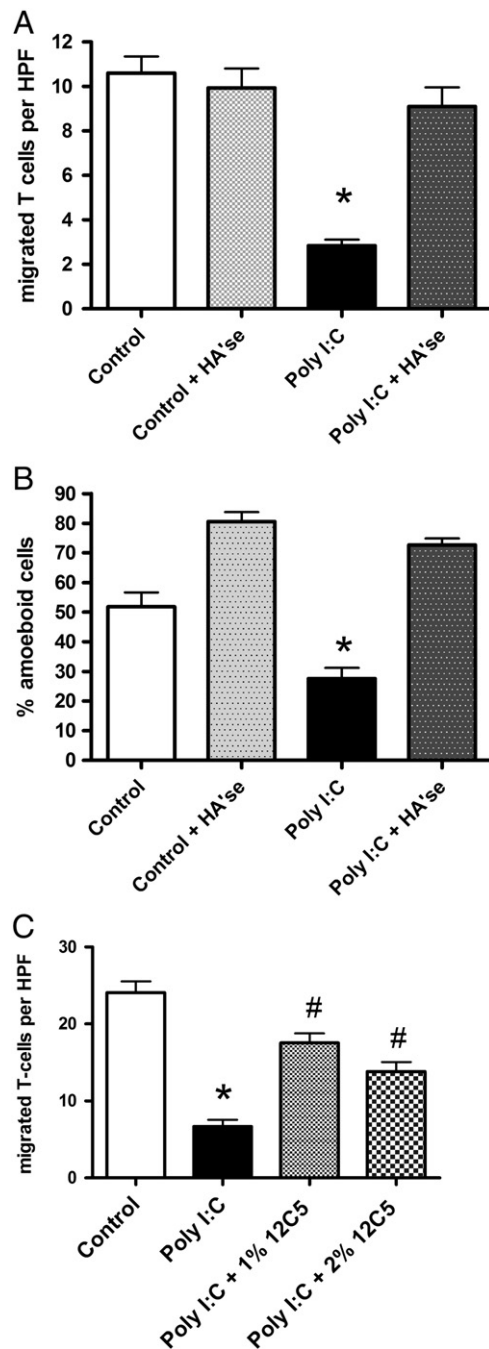 A
migrated T cells per HPF
12
10
8
6
4
2
0
*
Control
Control + HA'se
Poly I:C
Poly I:C + HA'se
B
% amoeboid cells
90
80
70
60
50
40
30
20
10
0
*
Control
Control + HA'se
Poly I:C
Poly I:C + HA'se
C
migrated T-cells per HPF
30
20
10
0
*
#
#
Control
Poly I:C
Poly I:C + 1% 12C5
Poly I:C + 2% 12C5